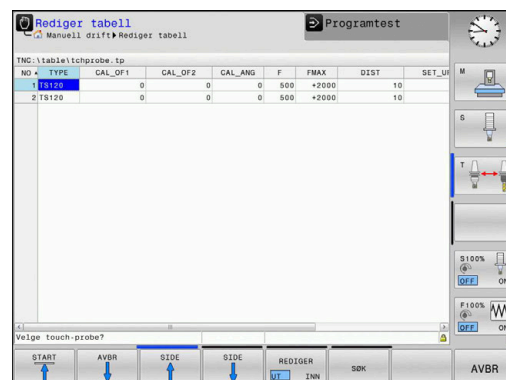 Rediger tabell
Manuell drift Rediger tabell
Programtest
TNC:\table\tchprobe.tp
NO TYPE CAL_OF1 CAL_OF2 CAL_ANG F FMAX DIST SET_U
1 TS120 0 0 0 500 +2000 10
2 TS120 0 0 0 500 +2000 10
Velge touch-probe?
M
S
T
S100%
OFF ON
F100%
OFF ON
START
AVBR
SIDE
SIDE
REDIGER
UT INN
SØK
AVBR